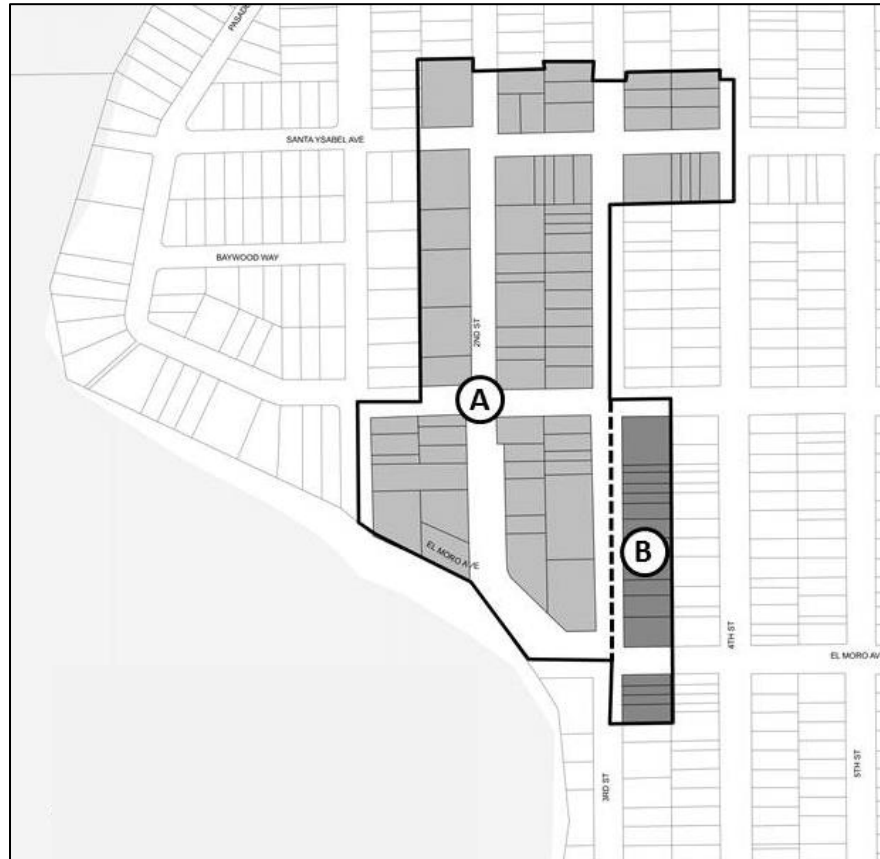 SANTA YSABEL AVE
BAYWOOD WAY
2ND ST
A
B
EL MORO AVE
4TH ST
EL MORO AV
3RD ST
5TH ST